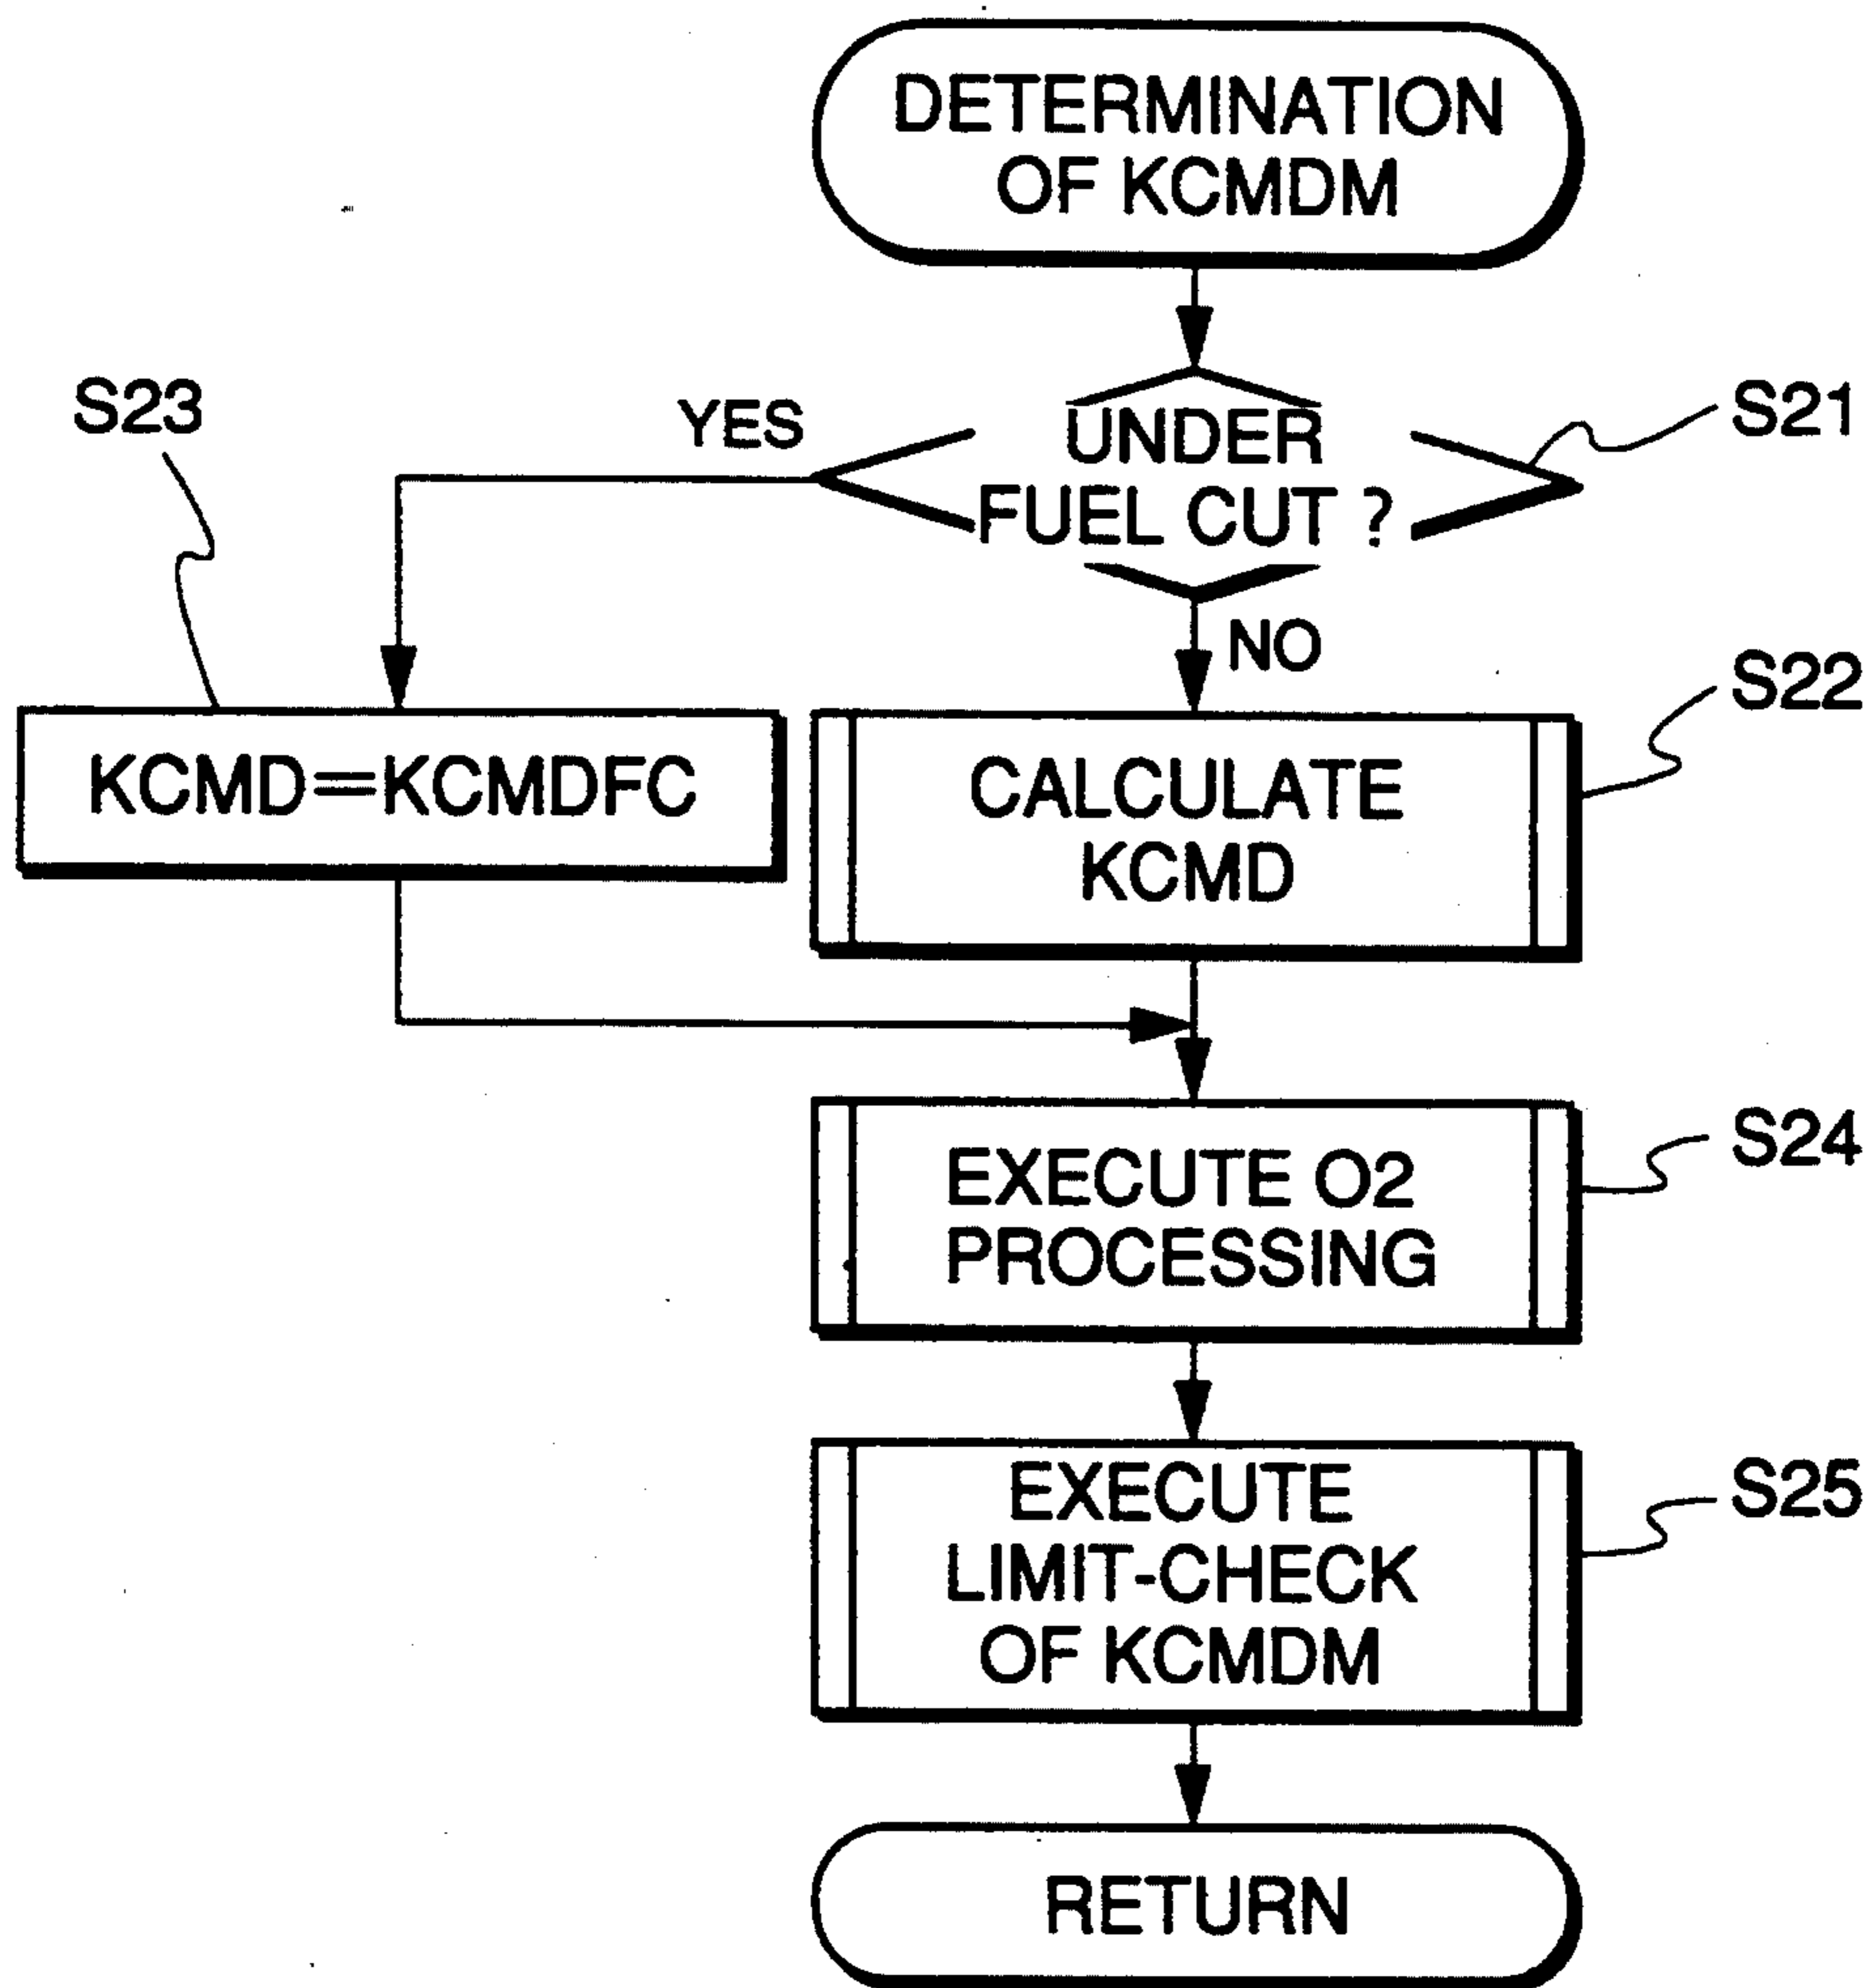 DETERMINATION
OF KCMDM
S21
UNDER
FUEL CUT ?
YES
NO
S23
KCMD=KCMDFC
S22
CALCULATE
KCMD
S24
EXECUTE O2
PROCESSING
S25
EXECUTE
LIMIT-CHECK
OF KCMDM
RETURN